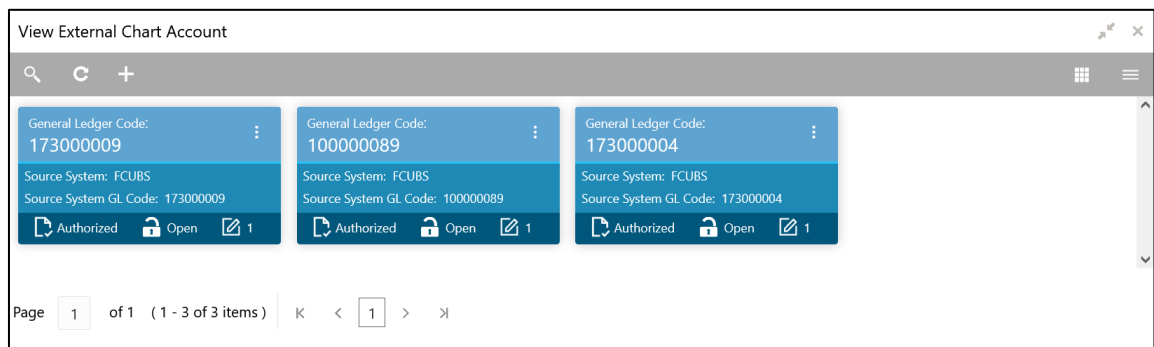 View External Chart Account
General Ledger Code:
173000009
Source System: FCUBS
Source System GL Code: 173000009
Authorized Open 1
General Ledger Code:
100000089
Source System: FCUBS
Source System GL Code: 100000089
Authorized Open 1
General Ledger Code:
173000004
Source System: FCUBS
Source System GL Code: 173000004
Authorized Open 1
Page 1 of 1 ( 1 - 3 of 3 items ) 1